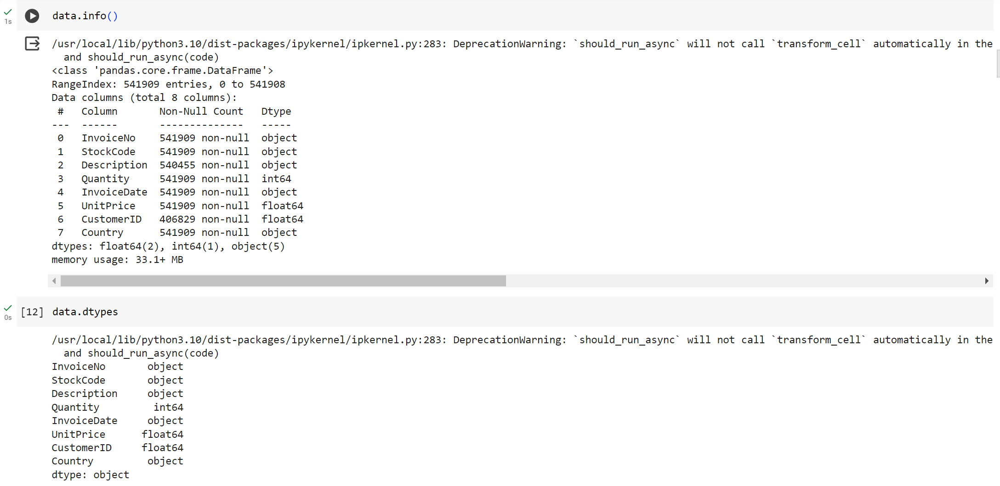 1s
data.info()
/usr/local/lib/python3.10/dist-packages/ipykernel/ipkernel.py:283: DeprecationWarning: `should_run_async` will not call `transform_cell` automatically in the
  and should_run_async(code)
<class 'pandas.core.frame.DataFrame'>
RangeIndex: 541909 entries, 0 to 541908
Data columns (total 8 columns):
 #   Column       Non-Null Count   Dtype
---  ------       --------------   -----
 0   InvoiceNo    541909 non-null  object
 1   StockCode    541909 non-null  object
 2   Description  540455 non-null  object
 3   Quantity     541909 non-null  int64
 4   InvoiceDate  541909 non-null  object
 5   UnitPrice    541909 non-null  float64
 6   CustomerID   406829 non-null  float64
 7   Country      541909 non-null  object
dtypes: float64(2), int64(1), object(5)
memory usage: 33.1+ MB
0s
[12] data.dtypes
/usr/local/lib/python3.10/dist-packages/ipykernel/ipkernel.py:283: DeprecationWarning: `should_run_async` will not call `transform_cell` automatically in the
  and should_run_async(code)
InvoiceNo       object
StockCode       object
Description     object
Quantity         int64
InvoiceDate     object
UnitPrice      float64
CustomerID     float64
Country         object
dtype: object